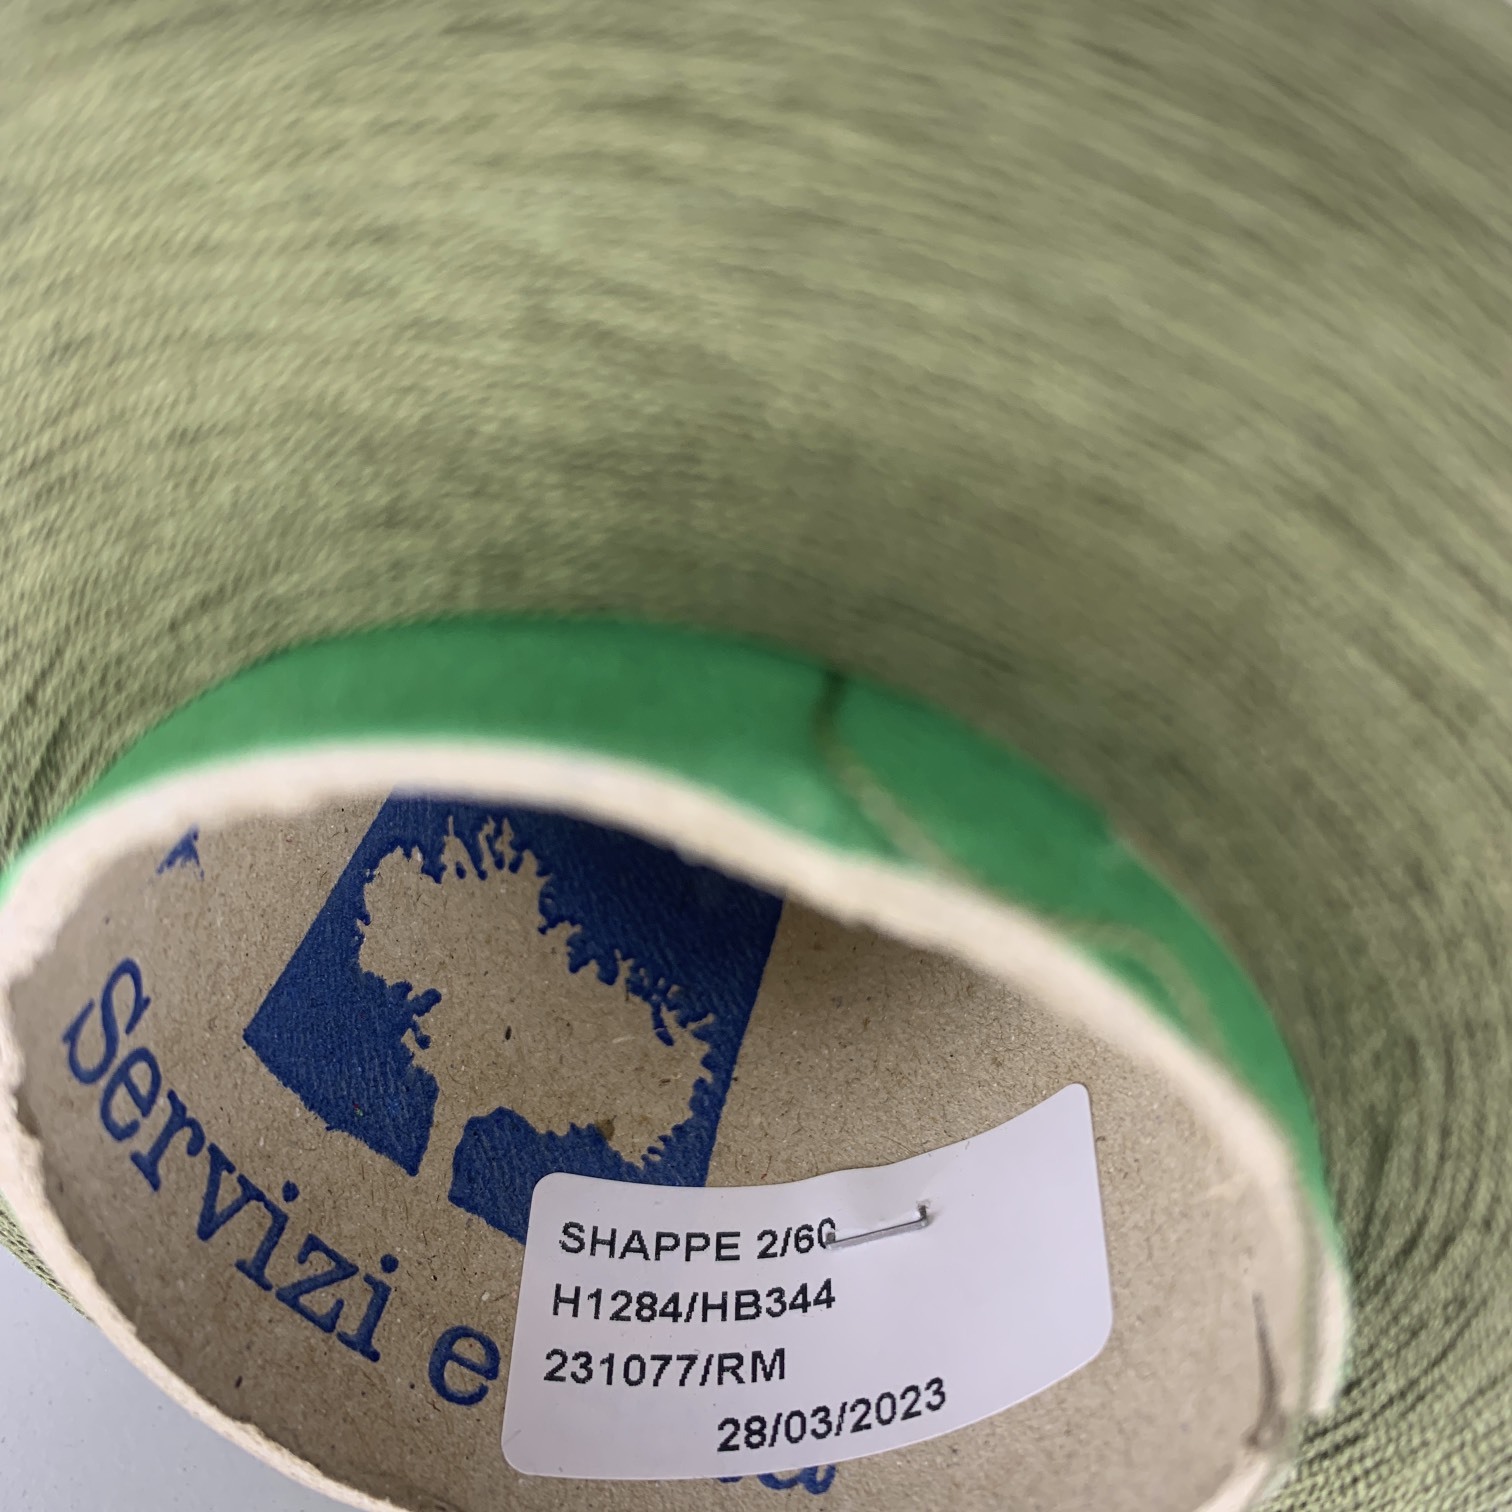 Servizi e
SHAPPE 2/60
H1284/HB344
231077/RM
28/03/2023